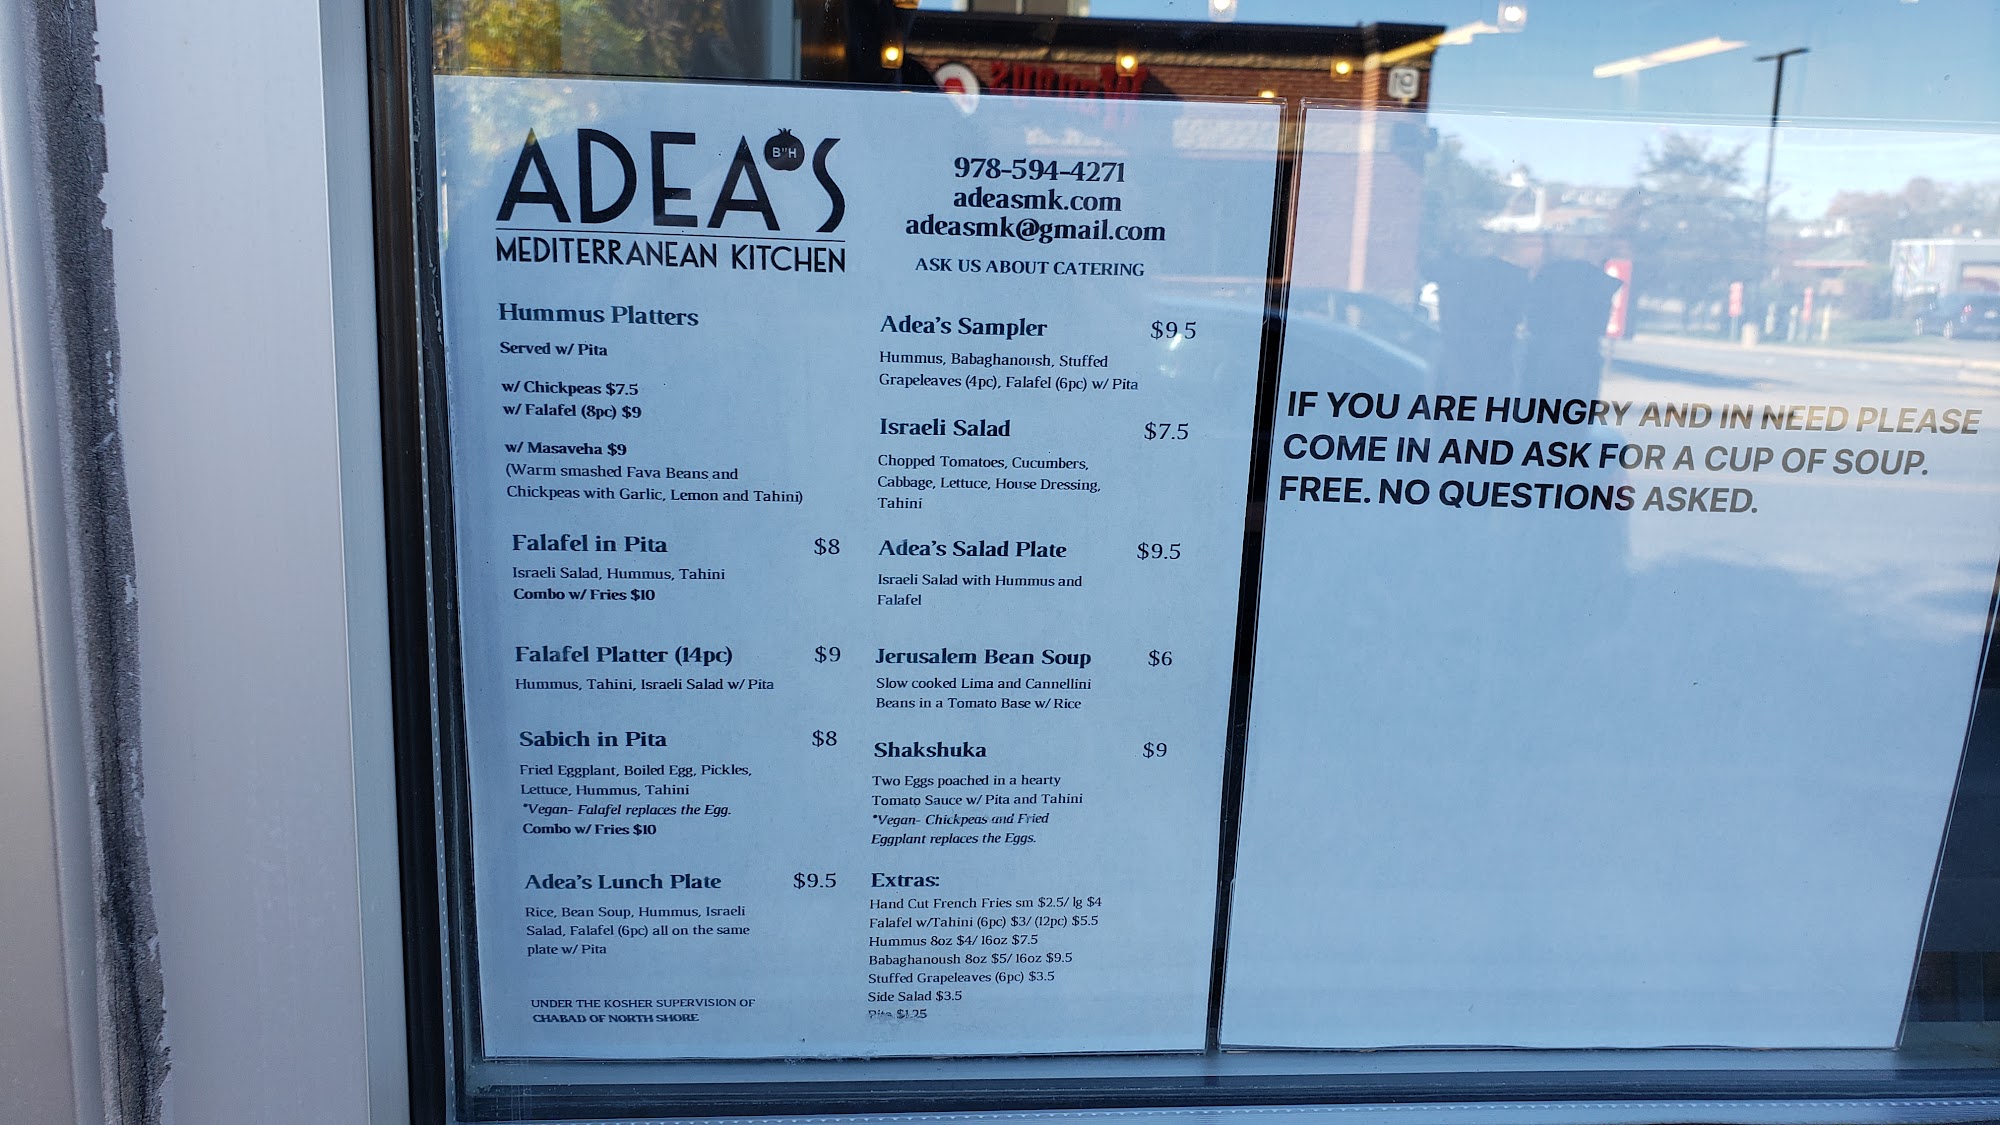 ADEA'S
B"H
MEDITERRANEAN KITCHEN
978-594-4271
adeasmk.com
adeasmk@gmail.com
ASK US ABOUT CATERING
Hummus Platters
Served w/ Pita
w/ Chickpeas $7.5
w/ Falafel (8pc) $9
w/ Masaveha $9
(Warm smashed Fava Beans and
Chickpeas with Garlic, Lemon and Tahini)
Falafel in Pita $8
Israeli Salad, Hummus, Tahini
Combo w/ Fries $10
Falafel Platter (14pc) $9
Hummus, Tahini, Israeli Salad w/ Pita
Sabich in Pita $8
Fried Eggplant, Boiled Egg, Pickles,
Lettuce, Hummus, Tahini
*Vegan- Falafel replaces the Egg.
Combo w/ Fries $10
Adea's Lunch Plate $9.5
Rice, Bean Soup, Hummus, Israeli
Salad, Falafel (6pc) all on the same
plate w/ Pita
UNDER THE KOSHER SUPERVISION OF
CHABAD OF NORTH SHORE
Adea's Sampler $9.5
Hummus, Babaghanoush, Stuffed
Grapeleaves (4pc), Falafel (6pc) w/ Pita
Israeli Salad $7.5
Chopped Tomatoes, Cucumbers,
Cabbage, Lettuce, House Dressing,
Tahini
Adea's Salad Plate $9.5
Israeli Salad with Hummus and
Falafel
Jerusalem Bean Soup $6
Slow cooked Lima and Cannellini
Beans in a Tomato Base w/ Rice
Shakshuka $9
Two Eggs poached in a hearty
Tomato Sauce w/ Pita and Tahini
*Vegan- Chickpeas and Fried
Eggplant replaces the Eggs.
Extras:
Hand Cut French Fries sm $2.5/ lg $4
Falafel w/Tahini (6pc) $3/ (12pc) $5.5
Hummus 8oz $4/ 16oz $7.5
Babaghanoush 8oz $5/ 16oz $9.5
Stuffed Grapeleaves (6pc) $3.5
Side Salad $3.5
Pita $1.25
IF YOU ARE HUNGRY AND IN NEED PLEASE
COME IN AND ASK FOR A CUP OF SOUP.
FREE. NO QUESTIONS ASKED.